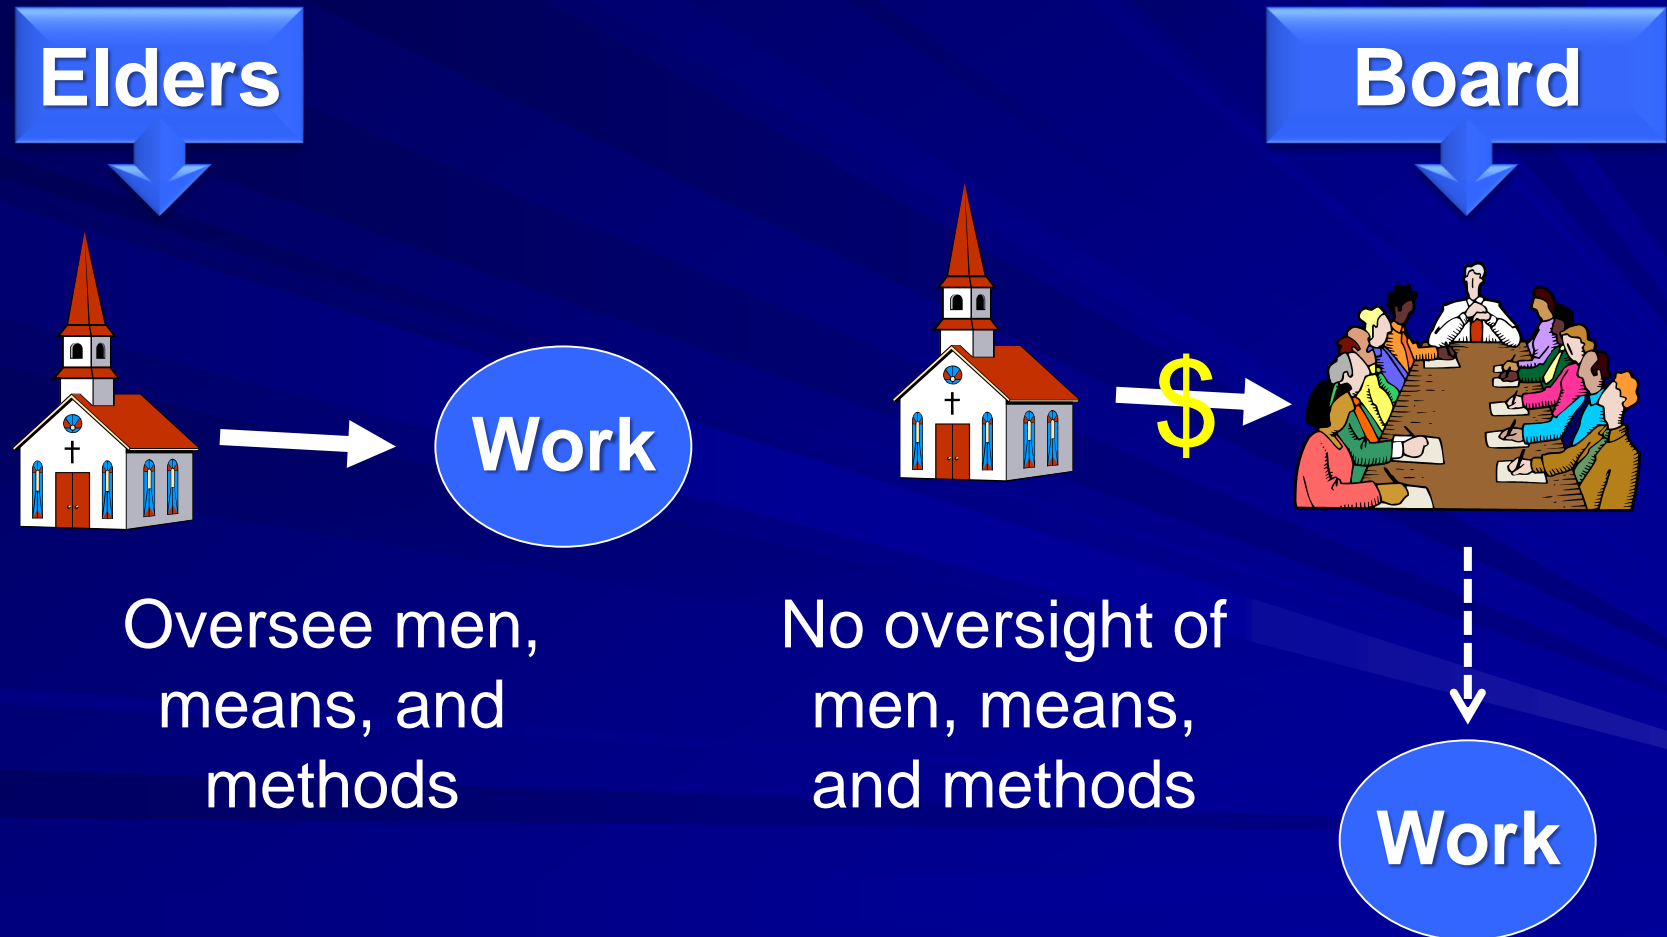 Elders
Board
$
Work
Oversee men,
means, and
methods
No oversight of
men, means,
and methods
Work